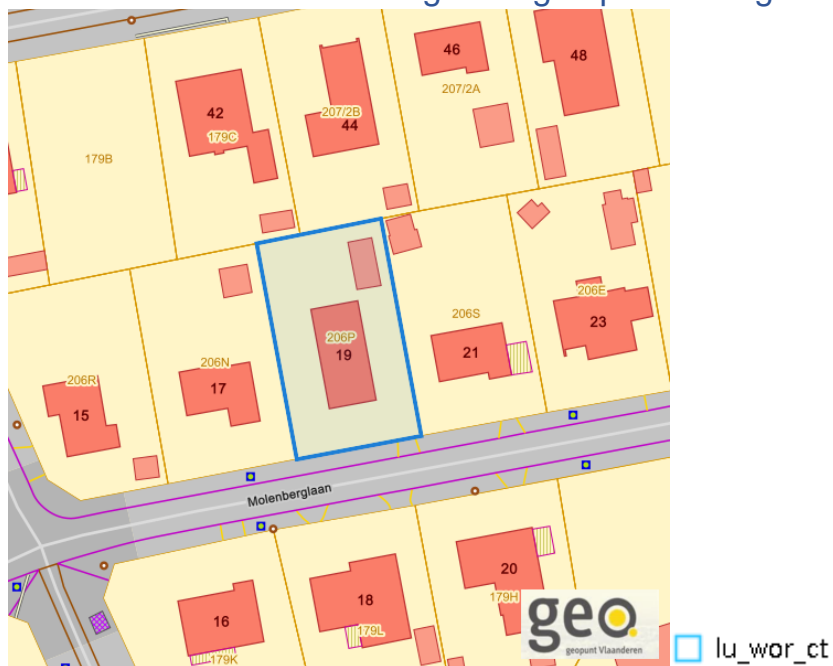 46
48
207/2A
42
207/2B
44
179C
179B
206P
19
206S
21
206E
23
206N
17
206R
15
Molenberglaan
20
179H
18
179L
16
179K
geo.
geopunt Vlaanderen
lu_wor_ct